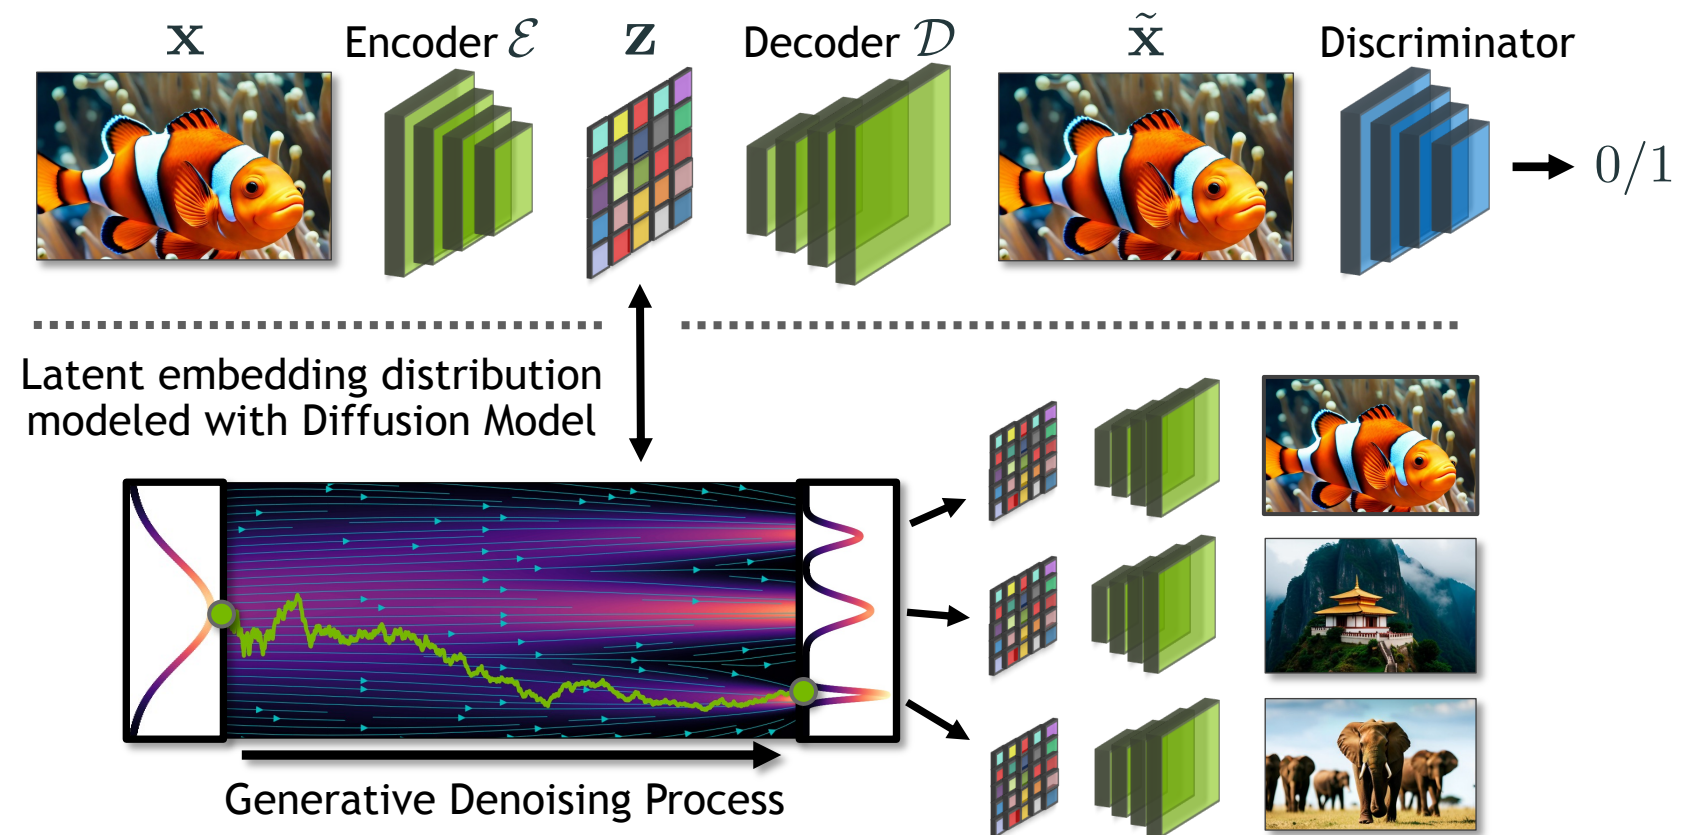 x Encoder ℰ z Decoder 𝒟 x̃ Discriminator
0/1
Latent embedding distribution
modeled with Diffusion Model
Generative Denoising Process